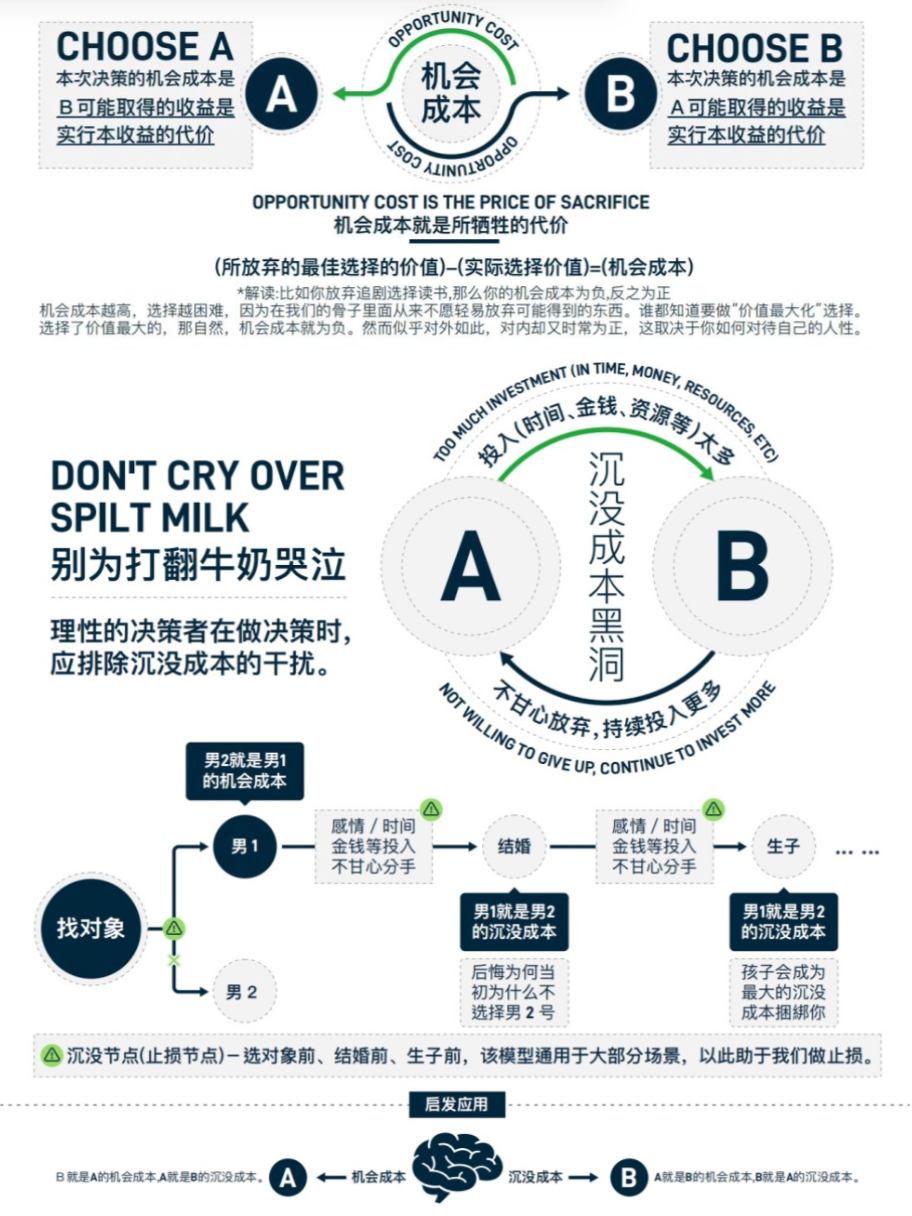 CHOOSE A
本次决策的机会成本是
B可能取得的收益是
实行本收益的代价
A
OPPORTUNITY COST
机会
成本
OPPORTUNITY COST
B
CHOOSE B
本次决策的机会成本是
A可能取得的收益是
实行本收益的代价
OPPORTUNITY COST IS THE PRICE OF SACRIFICE
机会成本就是所牺牲的代价
(所放弃的最佳选择的价值)–(实际选择价值)=(机会成本)
*解读:比如你放弃追剧选择读书,那么你的机会成本为负,反之为正
机会成本越高，选择越困难，因为在我们的骨子里面从来不愿轻易放弃可能得到的东西。谁都知道要做“价值最大化”选择。
选择了价值最大的，那自然，机会成本就为负。然而似乎对外如此，对内却又时常为正，这取决于你如何对待自己的人性。
DON'T CRY OVER
SPILT MILK
别为打翻牛奶哭泣
理性的决策者在做决策时，
应排除沉没成本的干扰。
TOO MUCH INVESTMENT (IN TIME, MONEY, RESOURCES, ETC)
投入(时间、金钱、资源等)太多
A
沉没成本黑洞
B
不甘心放弃,持续投入更多
NOT WILLING TO GIVE UP, CONTINUE TO INVEST MORE
男2就是男1
的机会成本
找对象
男 1
感情 / 时间
金钱等投入
不甘心分手
结婚
感情 / 时间
金钱等投入
不甘心分手
生子
... ...
男 2
男1就是男2
的沉没成本
后悔为何当
初为什么不
选择男 2 号
男1就是男2
的沉没成本
孩子会成为
最大的沉没
成本捆绑你
沉没节点(止损节点)－选对象前、结婚前、生子前，该模型通用于大部分场景，以此助于我们做止损。
启发应用
B就是A的机会成本,A就是B的沉没成本。
A
机会成本
沉没成本
B
A就是B的机会成本,B就是A的沉没成本。